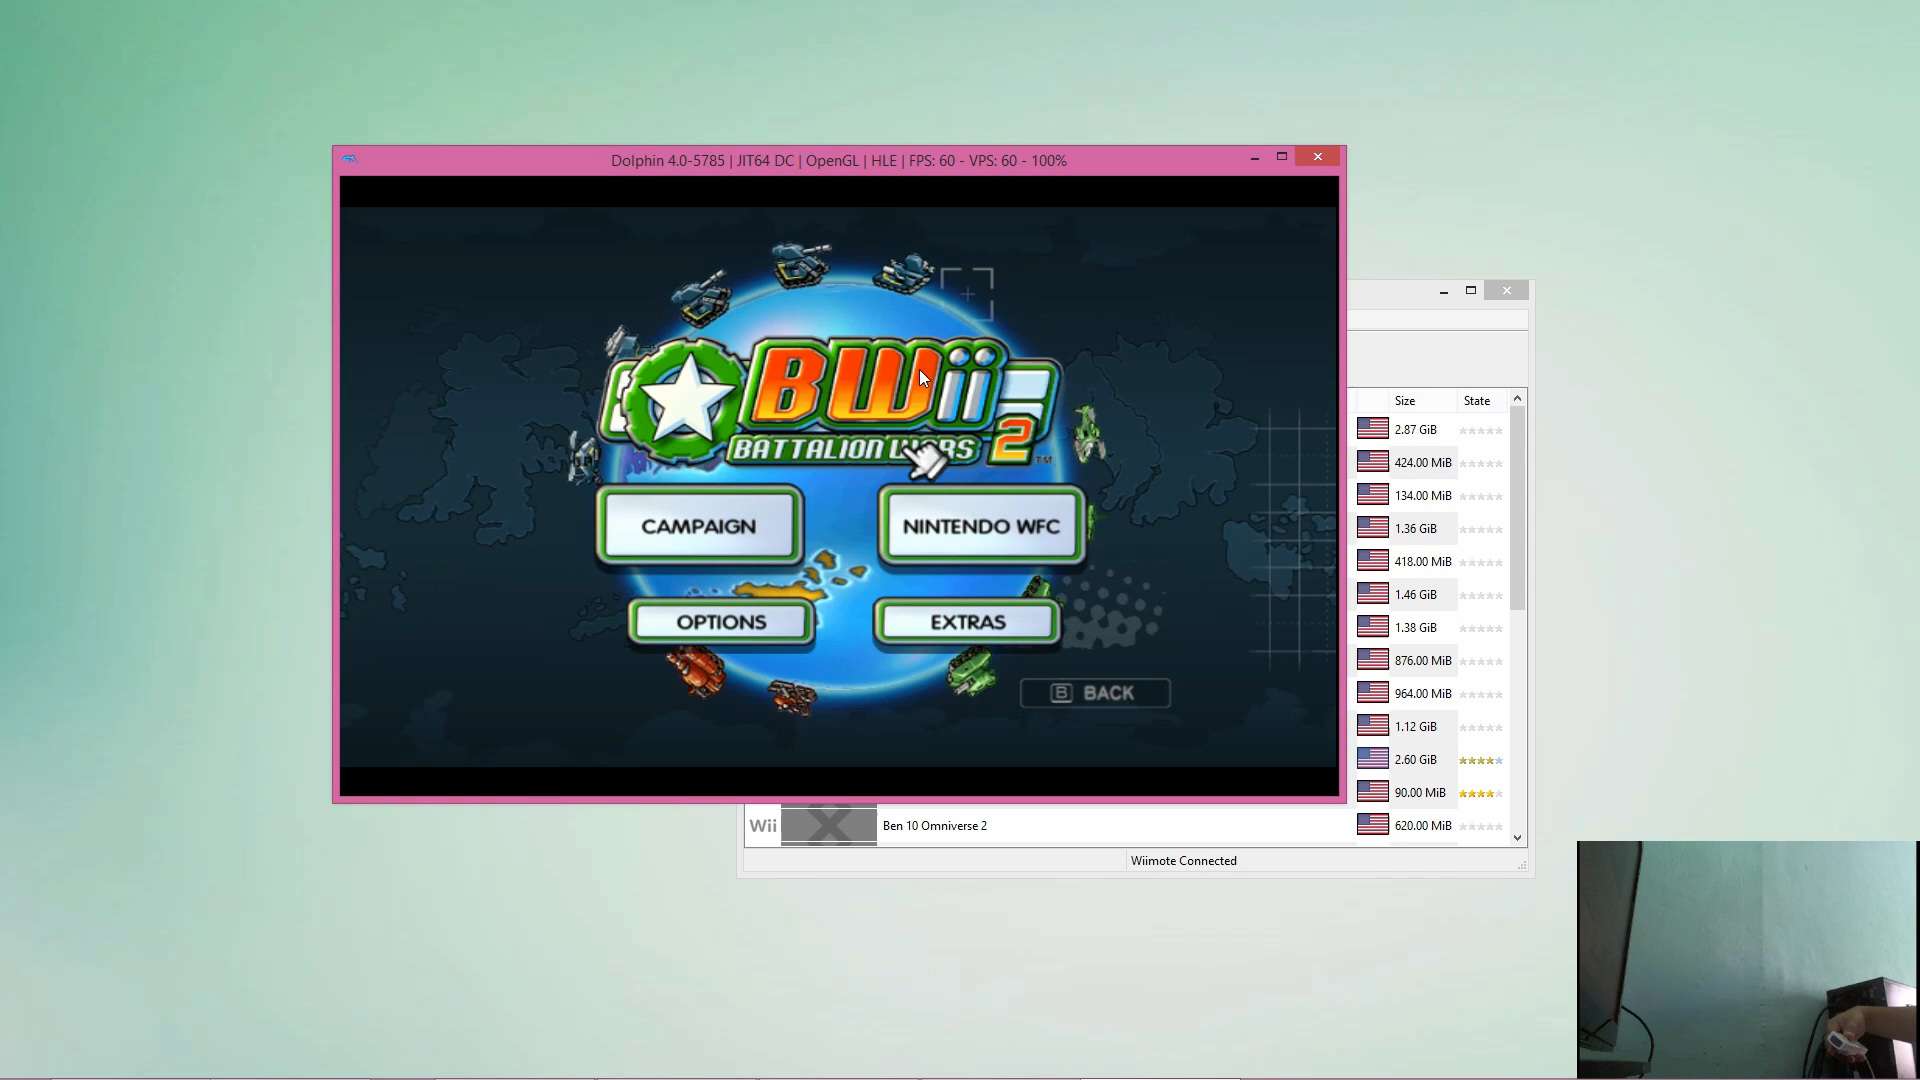 Dolphin 4.0-5785 | JIT64 DC | OpenGL | HLE | FPS: 60 - VPS: 60 - 100%
BWii
BATTALION WARS 2 TM
CAMPAIGN
NINTENDO WFC
OPTIONS
EXTRAS
B BACK
Size State
2.87 GiB
424.00 MiB
134.00 MiB
1.36 GiB
418.00 MiB
1.46 GiB
1.38 GiB
876.00 MiB
964.00 MiB
1.12 GiB
2.60 GiB
90.00 MiB
Wii Ben 10 Omniverse 2 620.00 MiB
Wiimote Connected